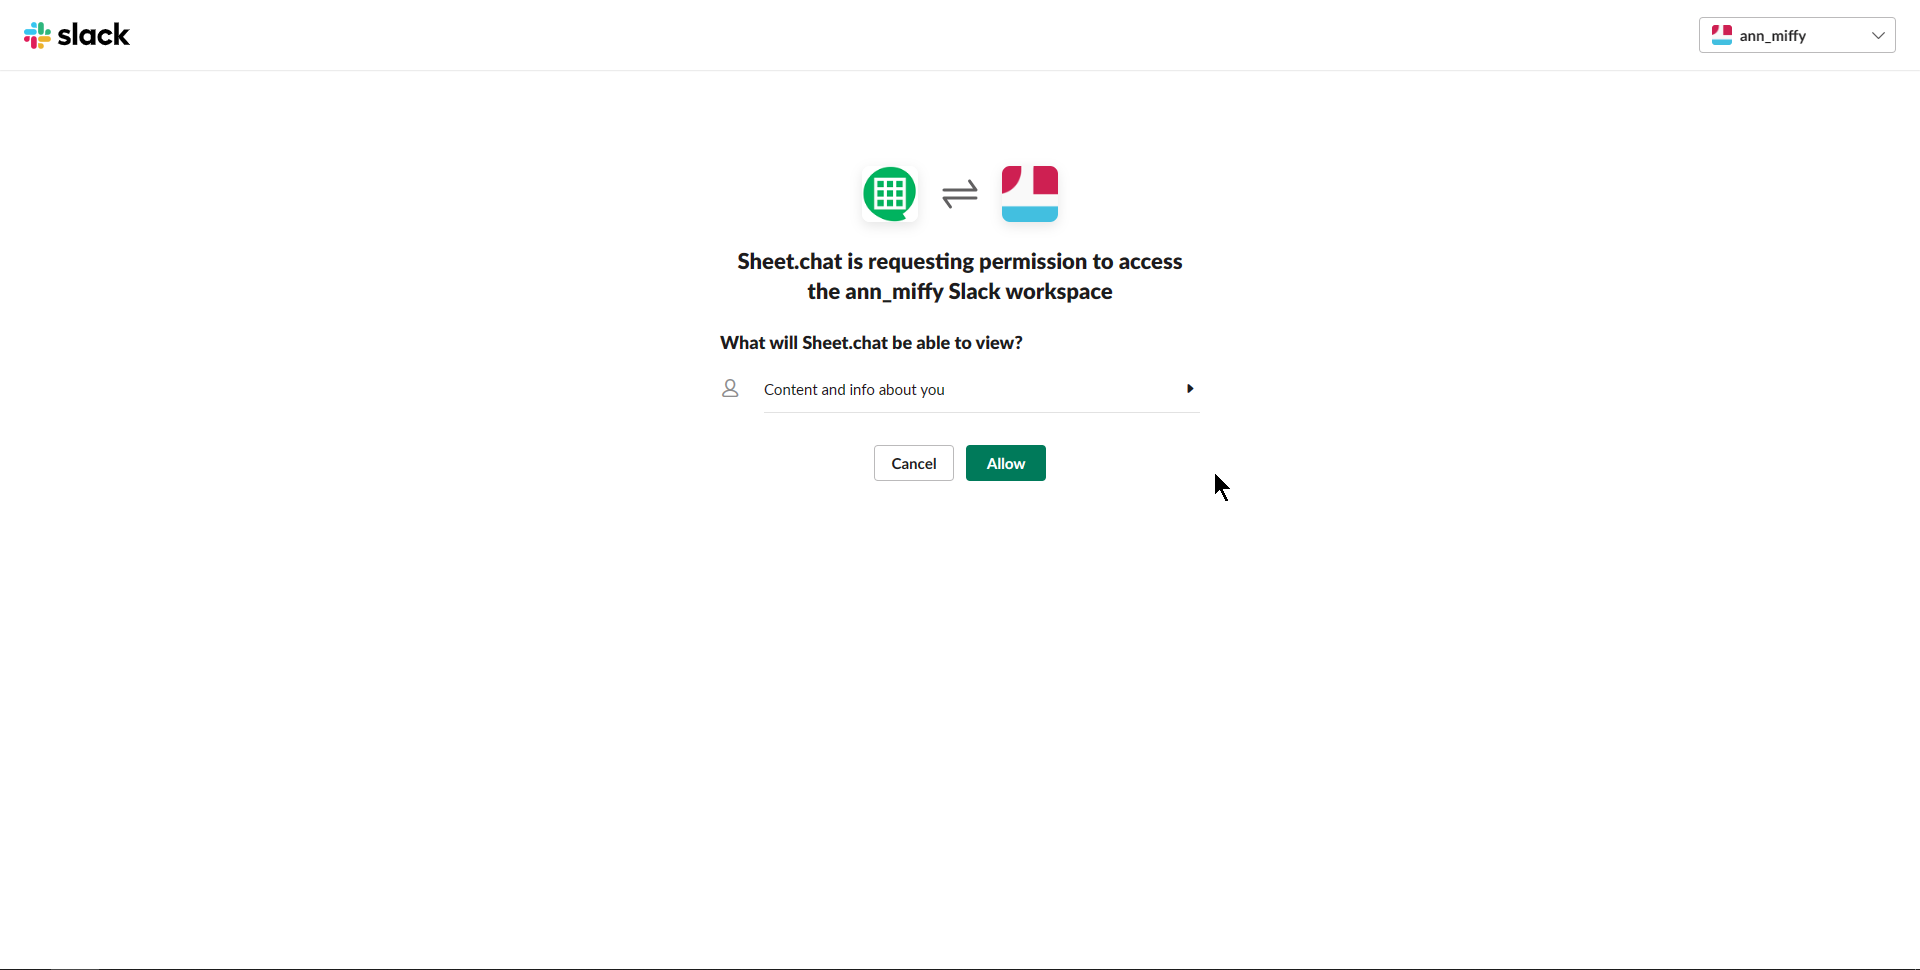 slack
ann_miffy
Sheet.chat is requesting permission to access
the ann_miffy Slack workspace
What will Sheet.chat be able to view?
Content and info about you
Cancel
Allow